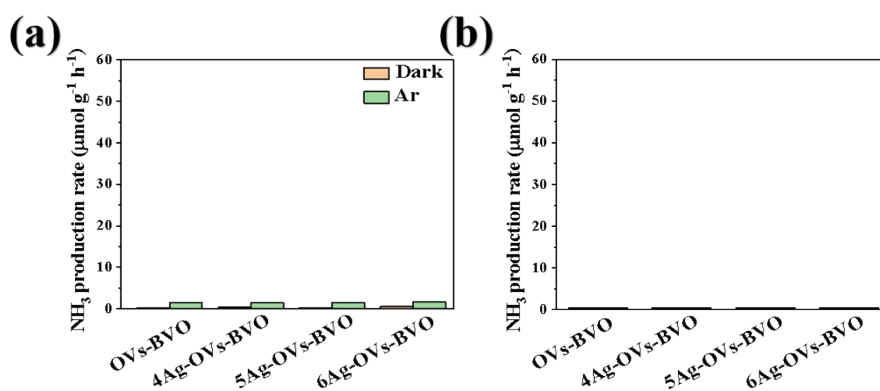 (a)
NH₃ production rate (μmol g⁻¹ h⁻¹)
60
50
40
30
20
10
0
Dark
Ar
OVs-BVO
4Ag-OVs-BVO
5Ag-OVs-BVO
6Ag-OVs-BVO
(b)
NH₃ production rate (μmol g⁻¹ h⁻¹)
60
50
40
30
20
10
0
OVs-BVO
4Ag-OVs-BVO
5Ag-OVs-BVO
6Ag-OVs-BVO